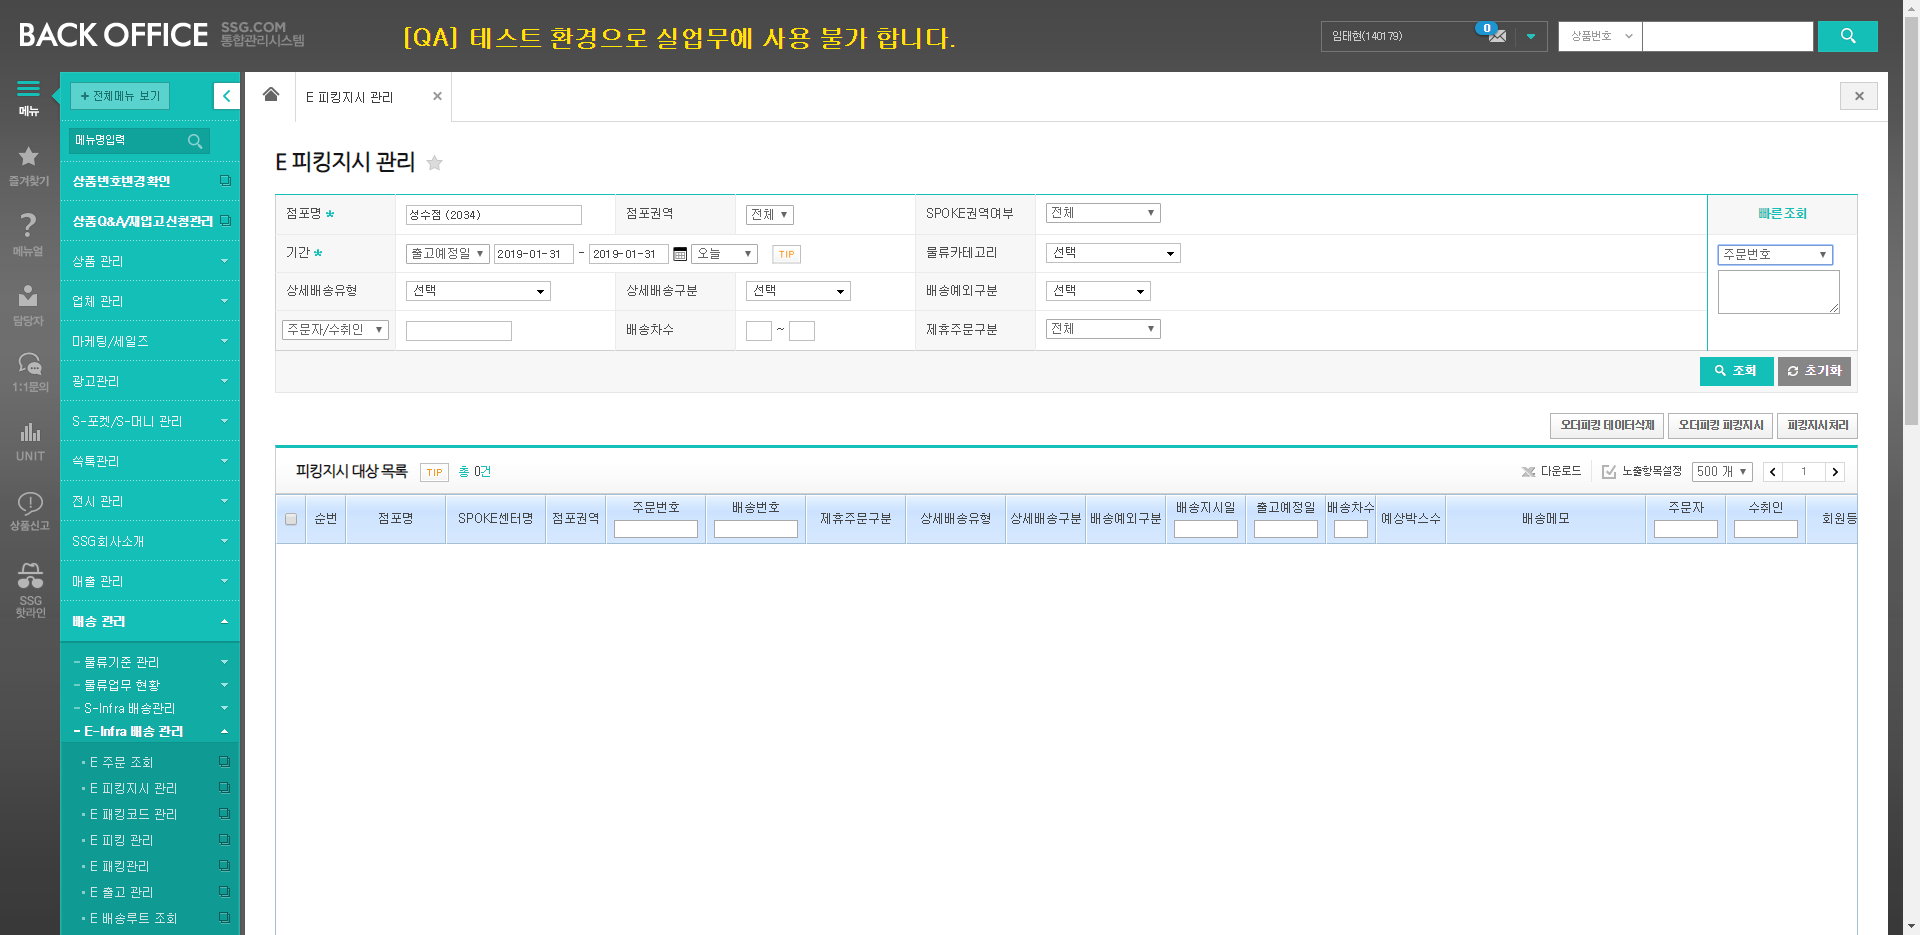 BACK OFFICE SSG.COM 통합관리시스템
[QA] 테스트 환경으로 실업무에 사용 불가 합니다.
임태현(140179) 0 상품번호
메뉴
즐겨찾기
메뉴얼
담당자
1:1문의
UNIT
상품신고
SSG
핫라인
+ 전체메뉴 보기
메뉴명입력
상품번호변경확인
상품Q&A/재입고신청관리
상품 관리
업체 관리
마케팅/세일즈
광고관리
S-포켓/S-머니 관리
쓱톡관리
전시 관리
SSG회사소개
매출 관리
배송 관리
- 물류기준 관리
- 물류업무 현황
- S-Infra 배송관리
- E-Infra 배송 관리
E 주문 조회
E 피킹지시 관리
E 패킹코드 관리
E 피킹 관리
E 패킹관리
E 출고 관리
E 배송루트 조회
E 피킹지시 관리
E 피킹지시 관리
점포명 * 성수점 (2034) 점포권역 전체 SPOKE권역여부 전체 빠른조회
기간 * 출고예정일 2019-01-31 - 2019-01-31 오늘 TIP 물류카테고리 선택 주문번호
상세배송유형 선택 상세배송구분 선택 배송예외구분 선택
주문자/수취인 배송차수 ~ 제휴주문구분 전체
조회 초기화
오더피킹 데이터삭제 오더피킹 피킹지시 피킹지시처리
피킹지시 대상 목록 TIP 총 0건 다운로드 노출항목설정 500 개 1
순번 점포명 SPOKE센터명 점포권역 주문번호 배송번호 제휴주문구분 상세배송유형 상세배송구분 배송예외구분 배송지시일 출고예정일 배송차수 예상박스수 배송메모 주문자 수취인 회원등